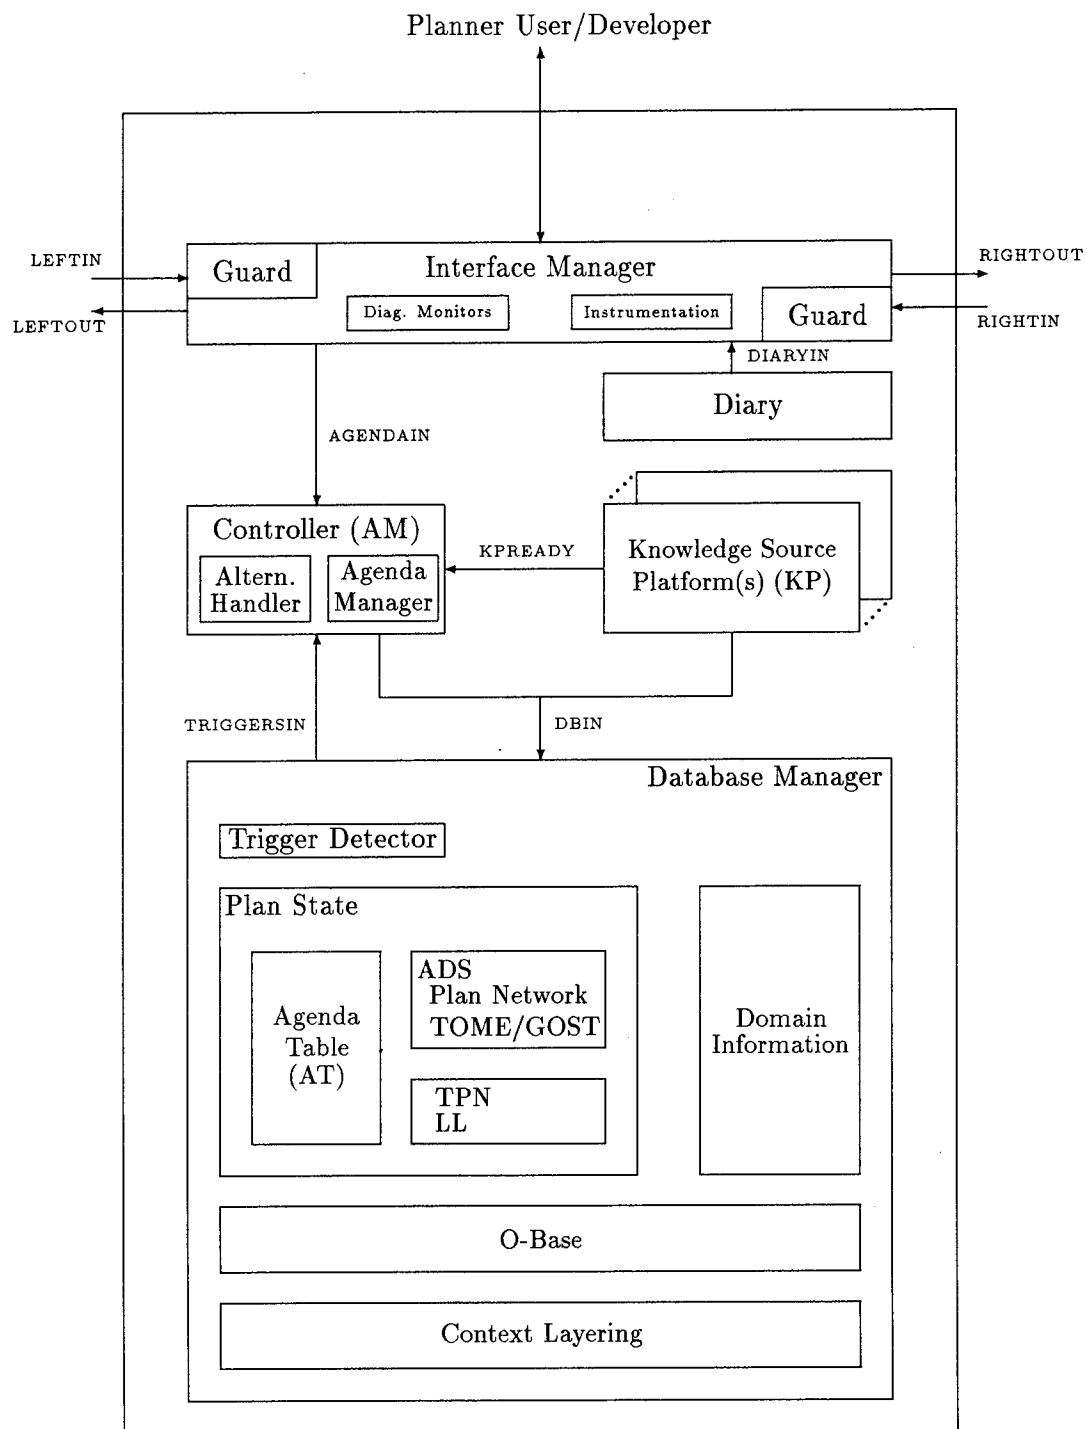 Planner User/Developer
LEFTIN
LEFTOUT
Guard
Interface Manager
Diag. Monitors
Instrumentation
Guard
RIGHTOUT
RIGHTIN
DIARYIN
Diary
AGENDAIN
Controller (AM)
Altern.
Handler
Agenda
Manager
KPREADY
Knowledge Source
Platform(s) (KP)
TRIGGERSIN
DBIN
Database Manager
Trigger Detector
Plan State
Agenda
Table
(AT)
ADS
Plan Network
TOME/GOST
TPN
LL
Domain
Information
O-Base
Context Layering